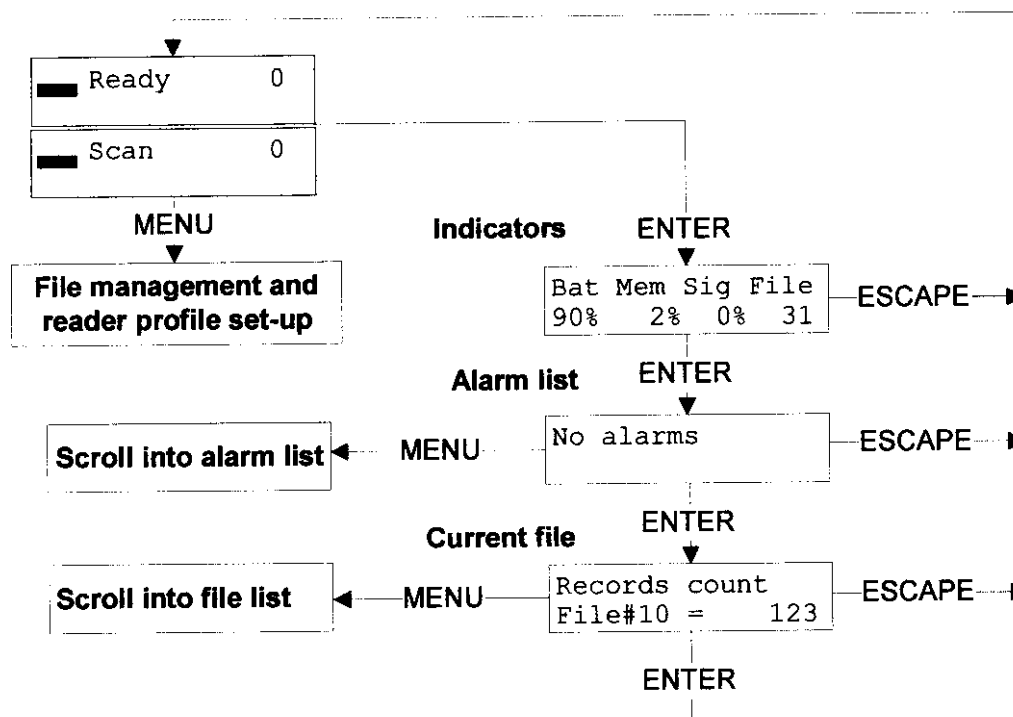 Ready 0
Scan 0
MENU
File management and
reader profile set-up
Indicators
ENTER
Bat Mem Sig File
90% 2% 0% 31
ESCAPE
ENTER
Alarm list
No alarms
ESCAPE
MENU
Scroll into alarm list
ENTER
Current file
Records count
File#10 = 123
ESCAPE
MENU
Scroll into file list
ENTER